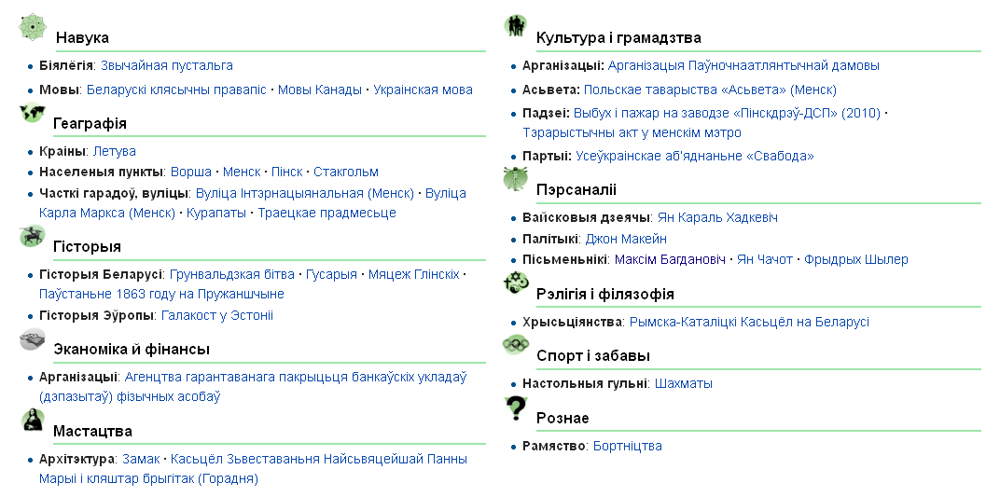 Навука
Біялёгія: Звычайная пустальга
Мовы: Беларускі клясычны правапіс · Мовы Канады · Украінская мова
Геаграфія
Краіны: Летува
Населеныя пункты: Ворша · Менск · Пінск · Стакгольм
Часткі гарадоў, вуліцы: Вуліца Інтэрнацыянальная (Менск) · Вуліца
Карла Маркса (Менск) · Курапаты · Траецкае прадмесьце
Гісторыя
Гісторыя Беларусі: Грунвальдзкая бітва · Гусарыя · Мяцеж Глінскіх ·
Паўстаньне 1863 году на Пружаншчыне
Гісторыя Эўропы: Галакост у Эстоніі
Эканоміка й фінансы
Арганізацыі: Агенцтва гарантаванага пакрыцьця банкаўскіх укладаў
(дэпазытаў) фізычных асобаў
Мастацтва
Архітэктура: Замак · Касьцёл Зьвеставаньня Найсьвяцейшай Панны
Марыі і кляштар брыгітак (Горадня)
Культура і грамадзтва
Арганізацыі: Арганізацыя Паўночнаатлянтычнай дамовы
Асьвета: Польскае таварыства «Асьвета» (Менск)
Падзеі: Выбух і пажар на заводзе «Пінскдрэў-ДСП» (2010) ·
Тэрарыстычны акт у менскім мэтро
Партыі: Усеўкраінскае аб'яднаньне «Свабода»
Пэрсаналіі
Вайсковыя дзеячы: Ян Караль Хадкевіч
Палітыкі: Джон Макейн
Пісьменьнікі: Максім Багдановіч · Ян Чачот · Фрыдрых Шылер
Рэлігія і філязофія
Хрысьціянства: Рымска-Каталіцкі Касьцёл на Беларусі
Спорт і забавы
Настольныя гульні: Шахматы
Рознае
Рамяство: Бортніцтва